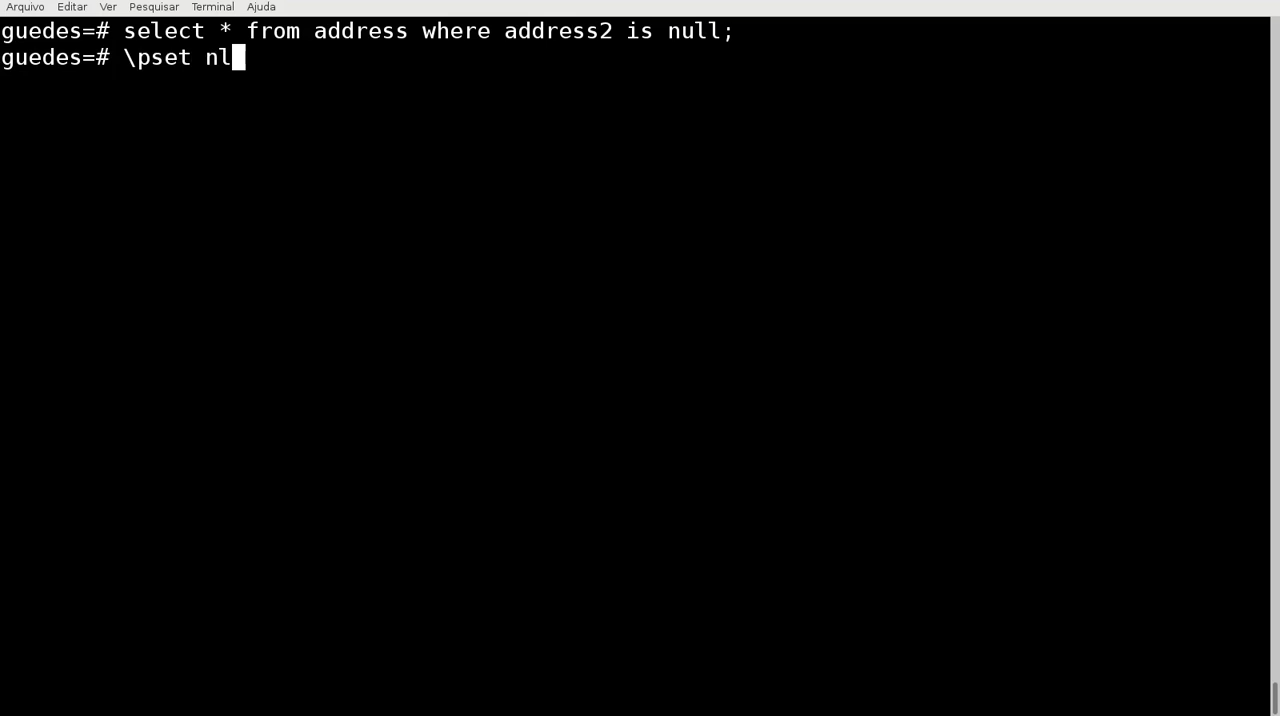 Arquivo Editar Ver Pesquisar Terminal Ajuda
guedes=# select * from address where address2 is null;
guedes=# \pset nl